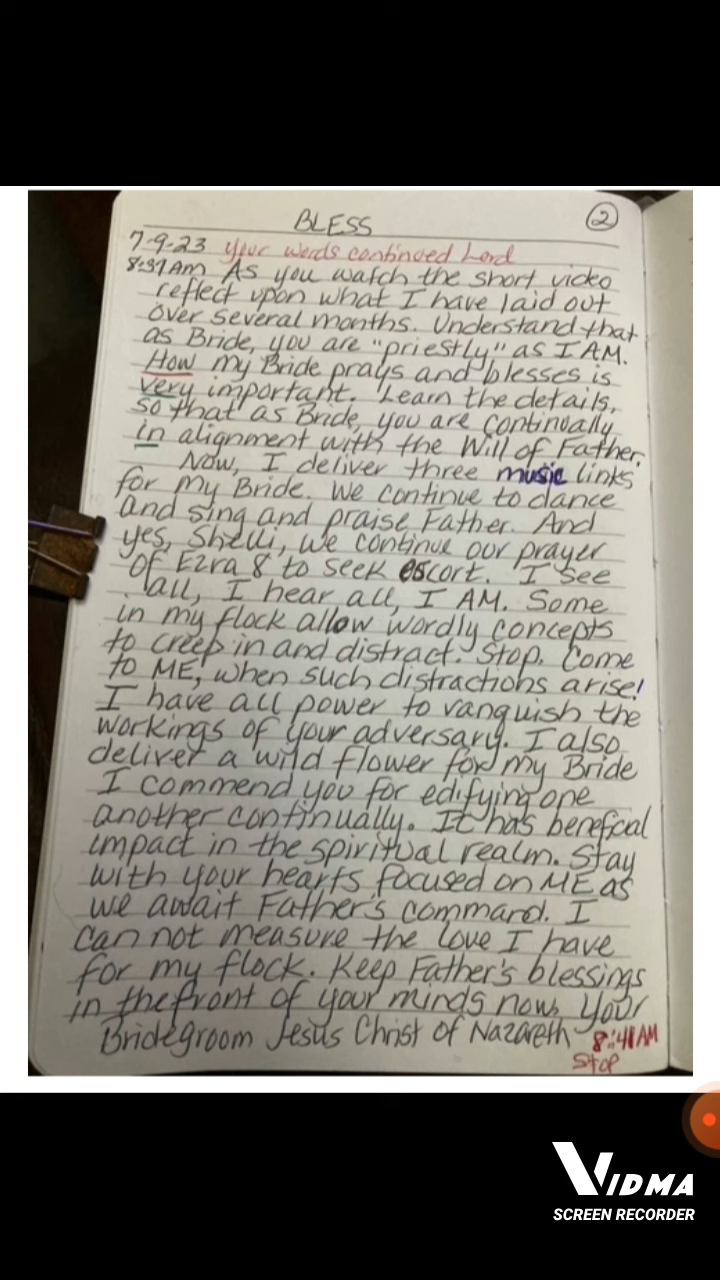 BLESS
2
7-9-23 Your words continued Lord
8:37 AM As you watch the short video
reflect upon what I have laid out
over several months. Understand that
as Bride, you are "priestly" as I AM.
How my Bride prays and blesses is
very important. Learn the details,
so that as Bride, you are continually
in alignment with the Will of Father.
Now, I deliver three music links
for my Bride. We continue to dance
and sing and praise Father. And
yes, Shelli, we continue our prayer
of Ezra 8 to seek escort. I see
all, I hear all, I AM. Some
in my flock allow wordly concepts
to creep in and distract. Stop. Come
to ME, when such distractions arise!
I have all power to vanquish the
workings of your adversary. I also
deliver a wild flower for my Bride
I commend you for edifying one
another continually. It has benefical
impact in the spiritual realm. Stay
with your hearts focused on ME as
we await Father's command. I
can not measure the love I have
for my flock. Keep Father's blessings
in the front of your minds now, Your
Bridegroom Jesus Christ of Nazareth 8:41 AM
Stop
VIDMA
SCREEN RECORDER